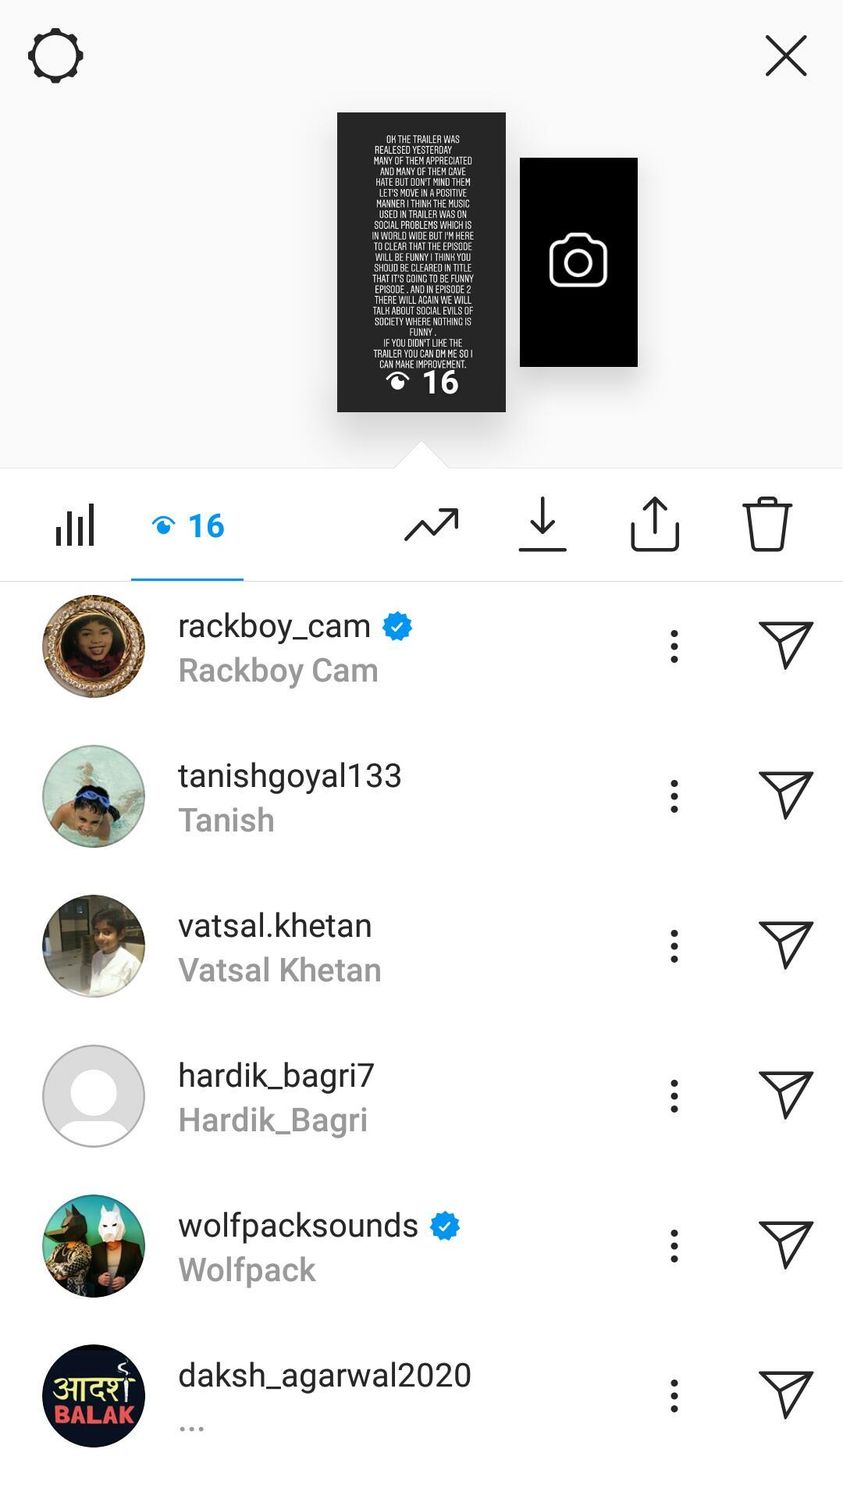 OK THE TRAILER WAS
REALESED YESTERDAY
MANY OF THEM APPRECIATED
AND MANY OF THEM GAVE
HATE BUT DON'T MIND THEM
LET'S MOVE IN A POSITIVE
MANNER I THINK THE MUSIC
USED IN TRAILER WAS ON
SOCIAL PROBLEMS WHICH IS
IN WORLD WIDE BUT I'M HERE
TO CLEAR THAT THE EPISODE
WILL BE FUNNY I THINK YOU
SHOUD BE CLEARED IN TITLE
THAT IT'S GOING TO BE FUNNY
EPISODE . AND IN EPISODE 2
THERE WILL AGAIN WE WILL
TALK ABOUT SOCIAL EVILS OF
SOCIETY WHERE NOTHING IS
FUNNY .
IF YOU DIDN'T LIKE THE
TRAILER YOU CAN DM ME SO I
CAN MAKE IMPROVEMENT.
16
16
rackboy_cam
Rackboy Cam
tanishgoyal133
Tanish
vatsal.khetan
Vatsal Khetan
hardik_bagri7
Hardik_Bagri
wolfpacksounds
Wolfpack
आदर्श
BALAK
daksh_agarwal2020
...